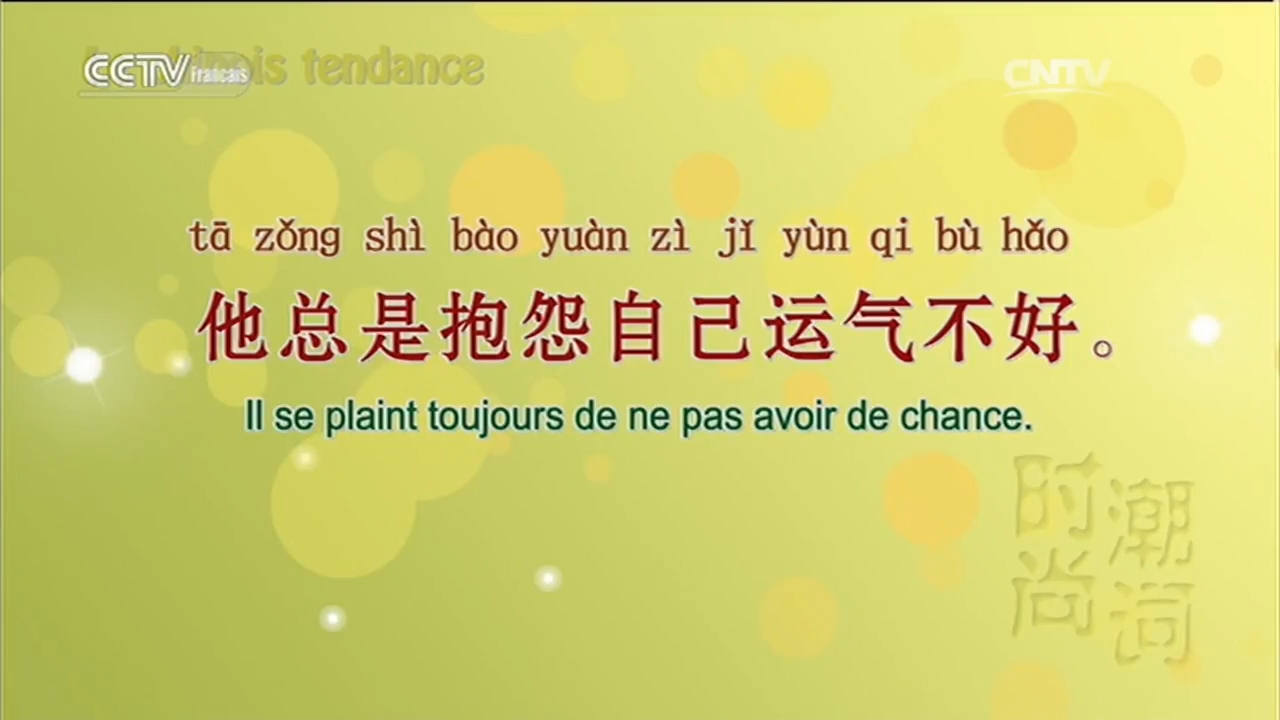 CCTV Français
tendance
CNTV
tā zǒng shì bào yuàn zì jǐ yùn qi bù hǎo
他总是抱怨自己运气不好。
Il se plaint toujours de ne pas avoir de chance.
时尚
潮词